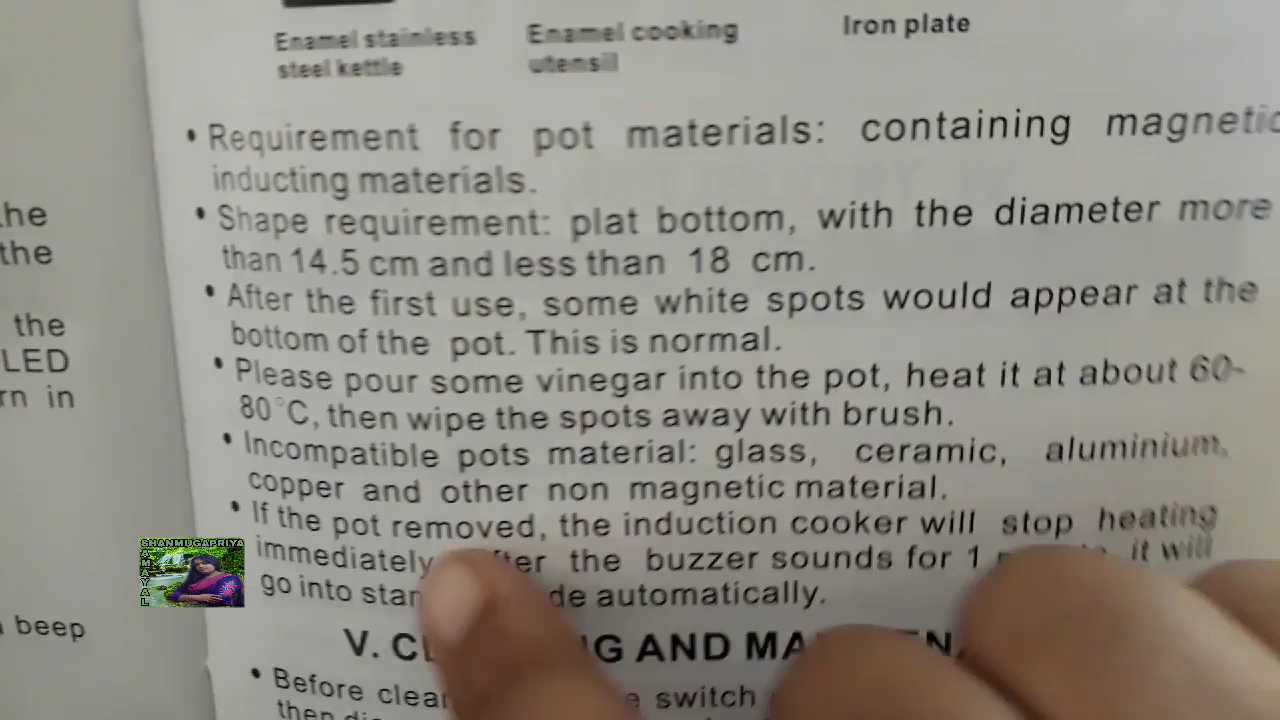 Enamel stainless steel kettle
Enamel cooking utensil
Iron plate
• Requirement for pot materials: containing magnetic
inducting materials.
• Shape requirement: plat bottom, with the diameter more
than 14.5 cm and less than 18 cm.
• After the first use, some white spots would appear at the
bottom of the pot. This is normal.
• Please pour some vinegar into the pot, heat it at about 60-
80°C, then wipe the spots away with brush.
• Incompatible pots material: glass, ceramic, aluminium,
copper and other non magnetic material.
• If the pot removed, the induction cooker will stop heating
immediately the buzzer sounds for 1 it will
go into automatically.
V. AND
• Before switch
then
the
the
the
LED
in
beep
SHANMUGAPRIYA
SAMAYAL